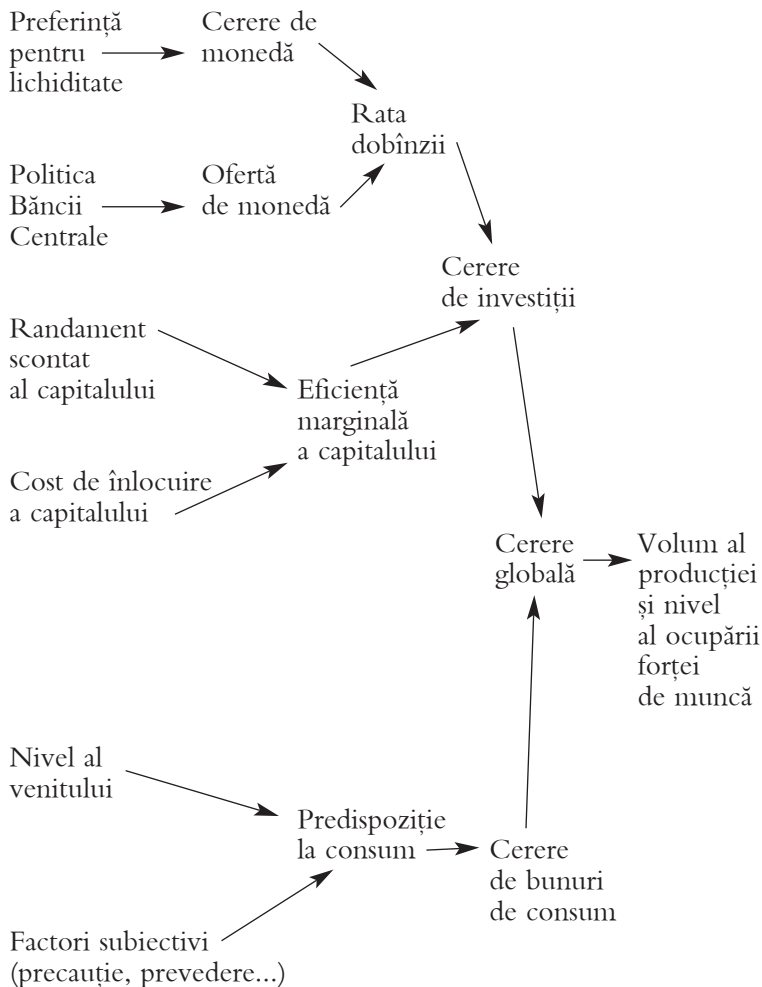 Preferință
pentru
lichiditate
Cerere de
monedă
Rata
dobînzii
Politica
Băncii
Centrale
Ofertă
de monedă
Cerere
de investiții
Randament
scontat
al capitalului
Eficiență
marginală
a capitalului
Cost de înlocuire
a capitalului
Cerere
globală
Volum al
producției
și nivel
al ocupării
forței
de muncă
Nivel al
venitului
Predispoziție
la consum
Cerere
de bunuri
de consum
Factori subiectivi
(precauție, prevedere...)